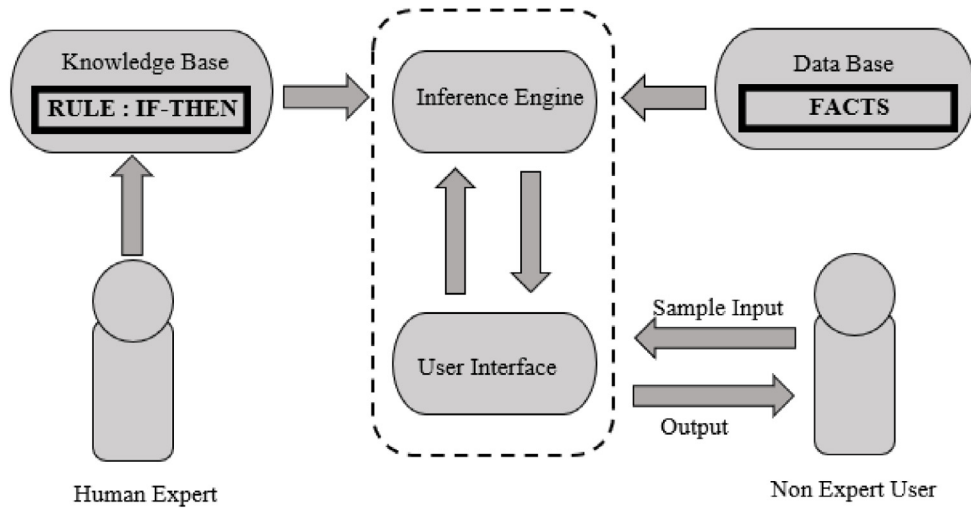 Knowledge Base
RULE : IF-THEN
Inference Engine
Data Base
FACTS
Sample Input
User Interface
Output
Human Expert
Non Expert User